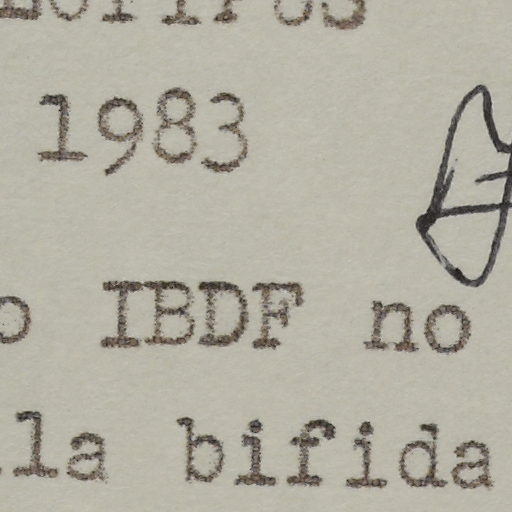 1983
o IBDF no
la bifida